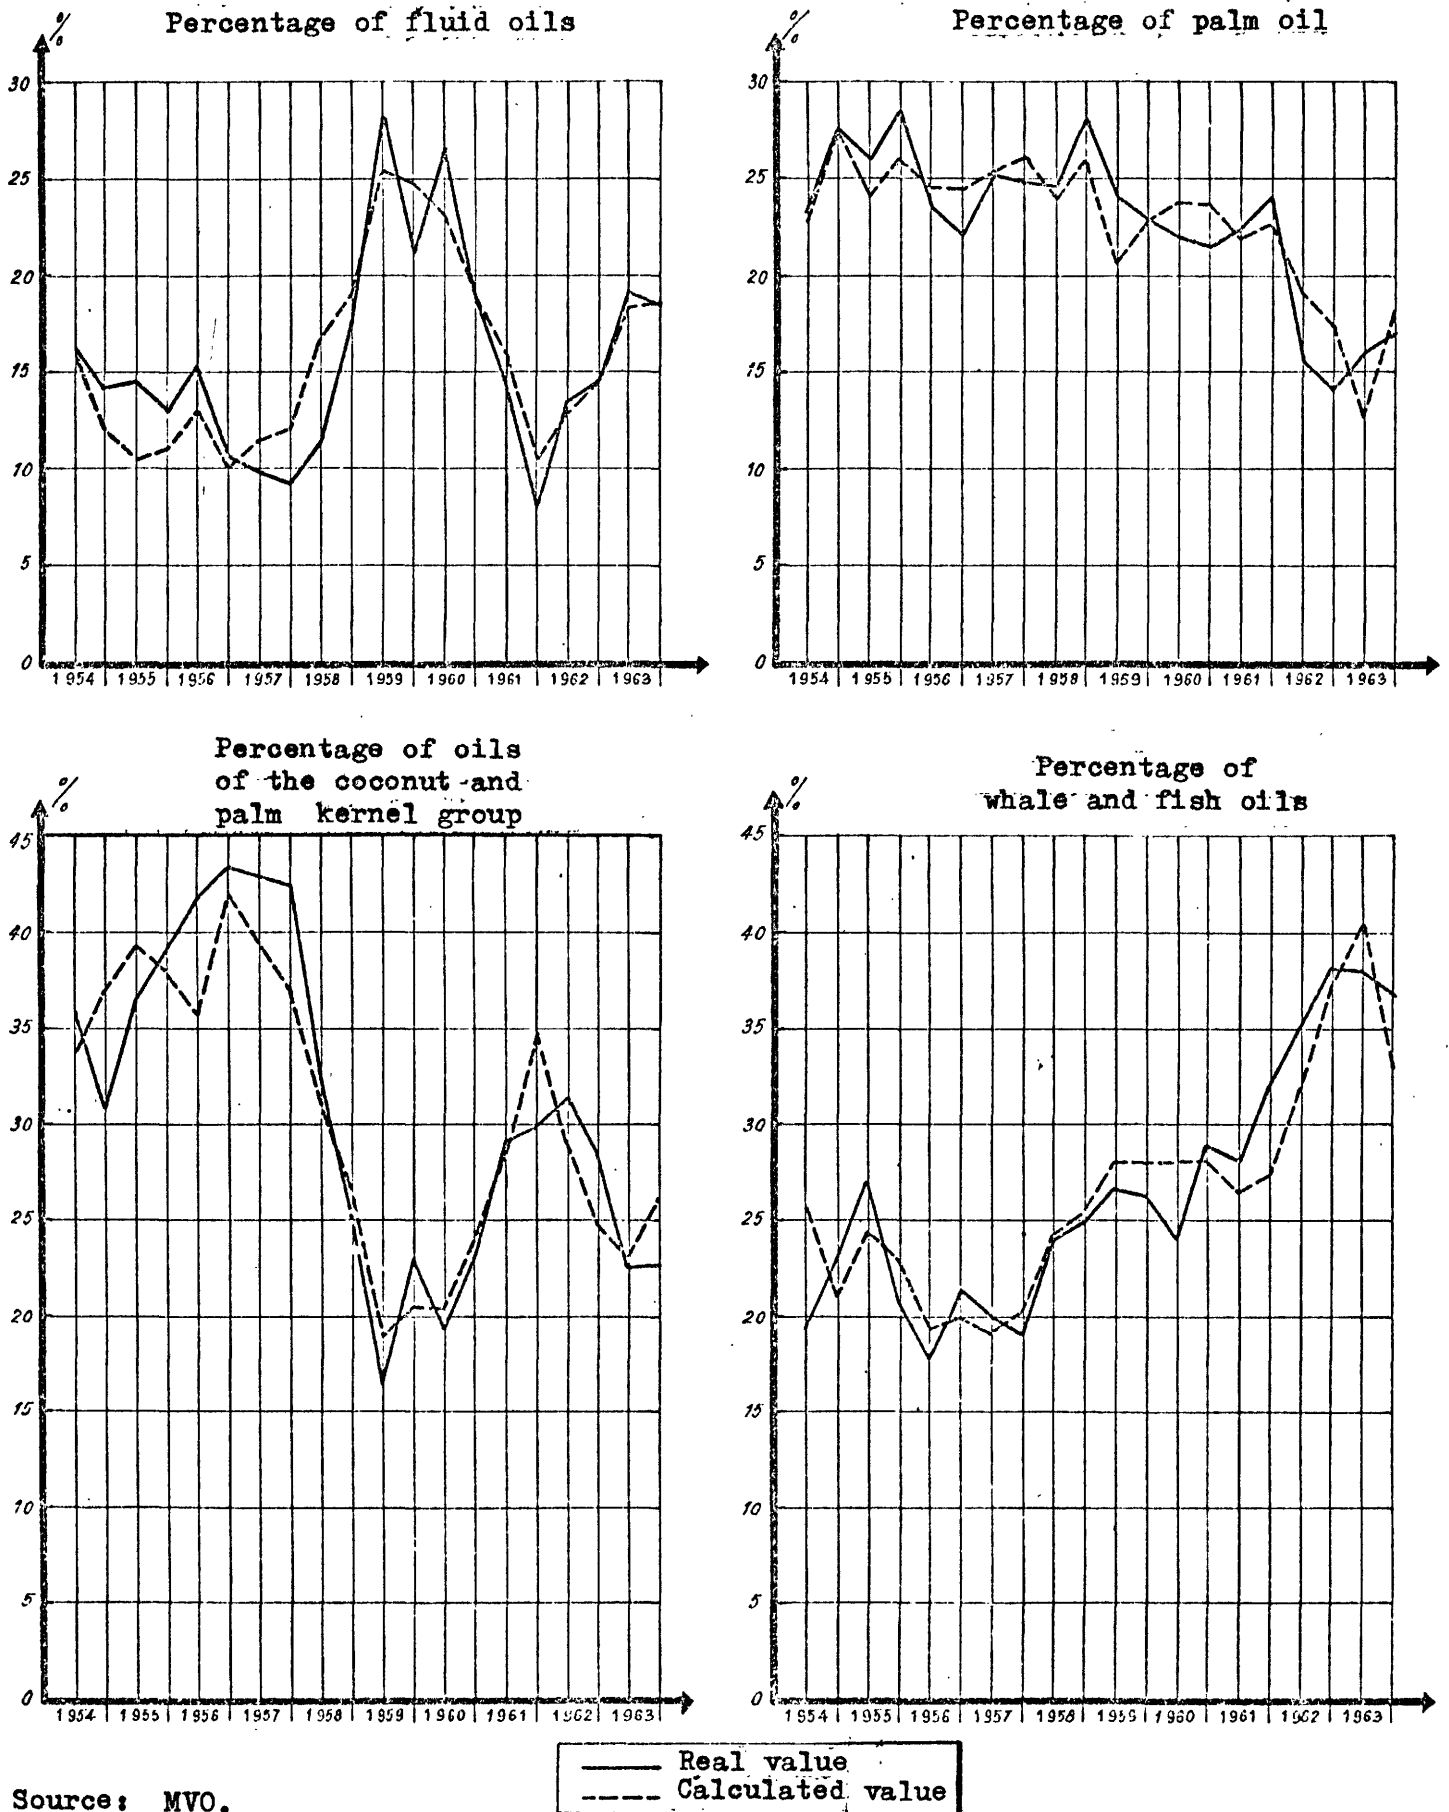 %
Percentage of fluid oils
30
25
20
15
10
5
0
1954 1955 1956 1957 1958 1959 1960 1961 1962 1963
%
Percentage of palm oil
30
25
20
15
10
5
0
1954 1955 1956 1957 1958 1959 1960 1961 1962 1963
%
Percentage of oils
of the coconut and
palm kernel group
45
40
35
30
25
20
15
10
5
0
1954 1955 1956 1957 1958 1959 1960 1961 1962 1963
%
Percentage of
whale and fish oils
45
40
35
30
25
20
15
10
5
0
1954 1955 1956 1957 1958 1959 1960 1961 1962 1963
Real value
Calculated value
Source: MVO.